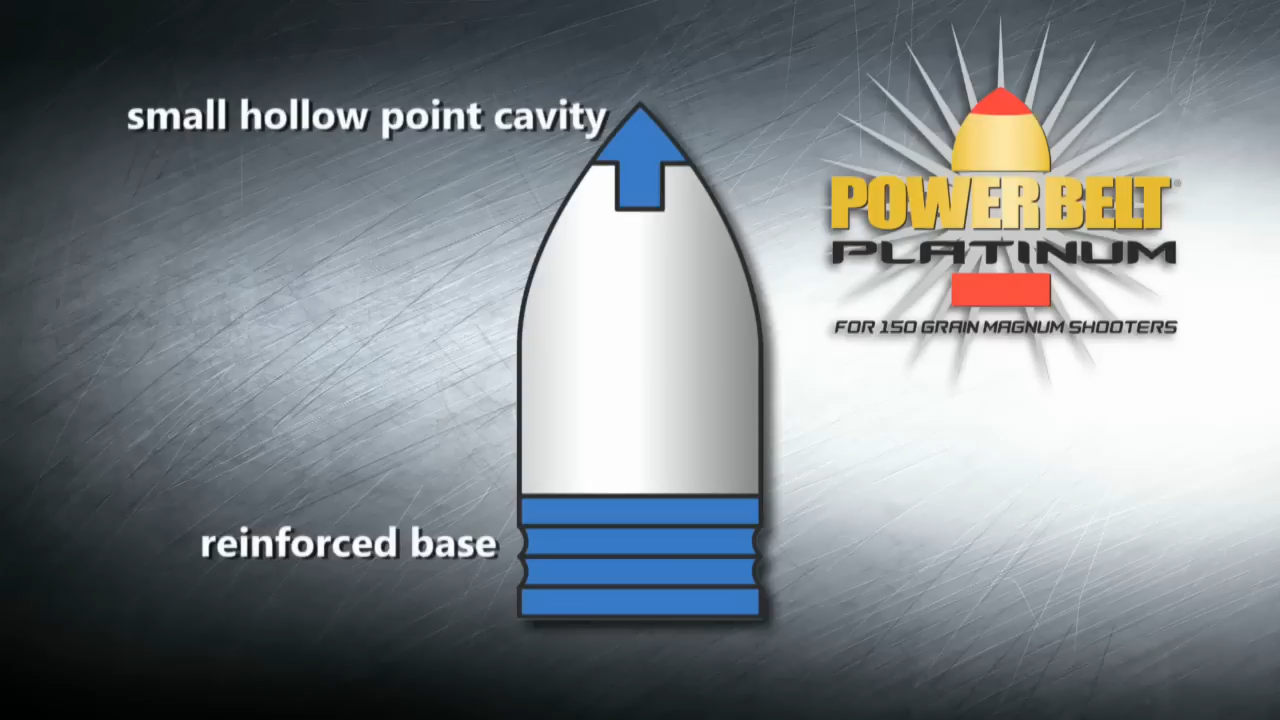 small hollow point cavity
POWERBELT®
PLATINUM
FOR 150 GRAIN MAGNUM SHOOTERS
reinforced base